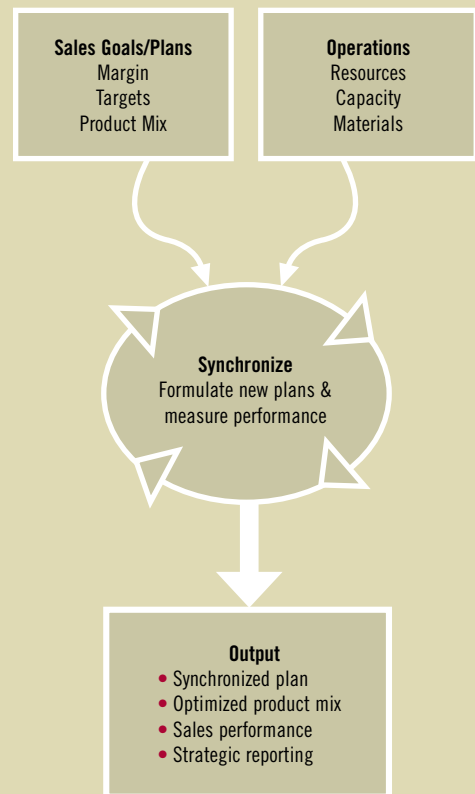 Sales Goals/Plans
Margin
Targets
Product Mix
Operations
Resources
Capacity
Materials
Synchronize
Formulate new plans &
measure performance
Output
• Synchronized plan
• Optimized product mix
• Sales performance
• Strategic reporting